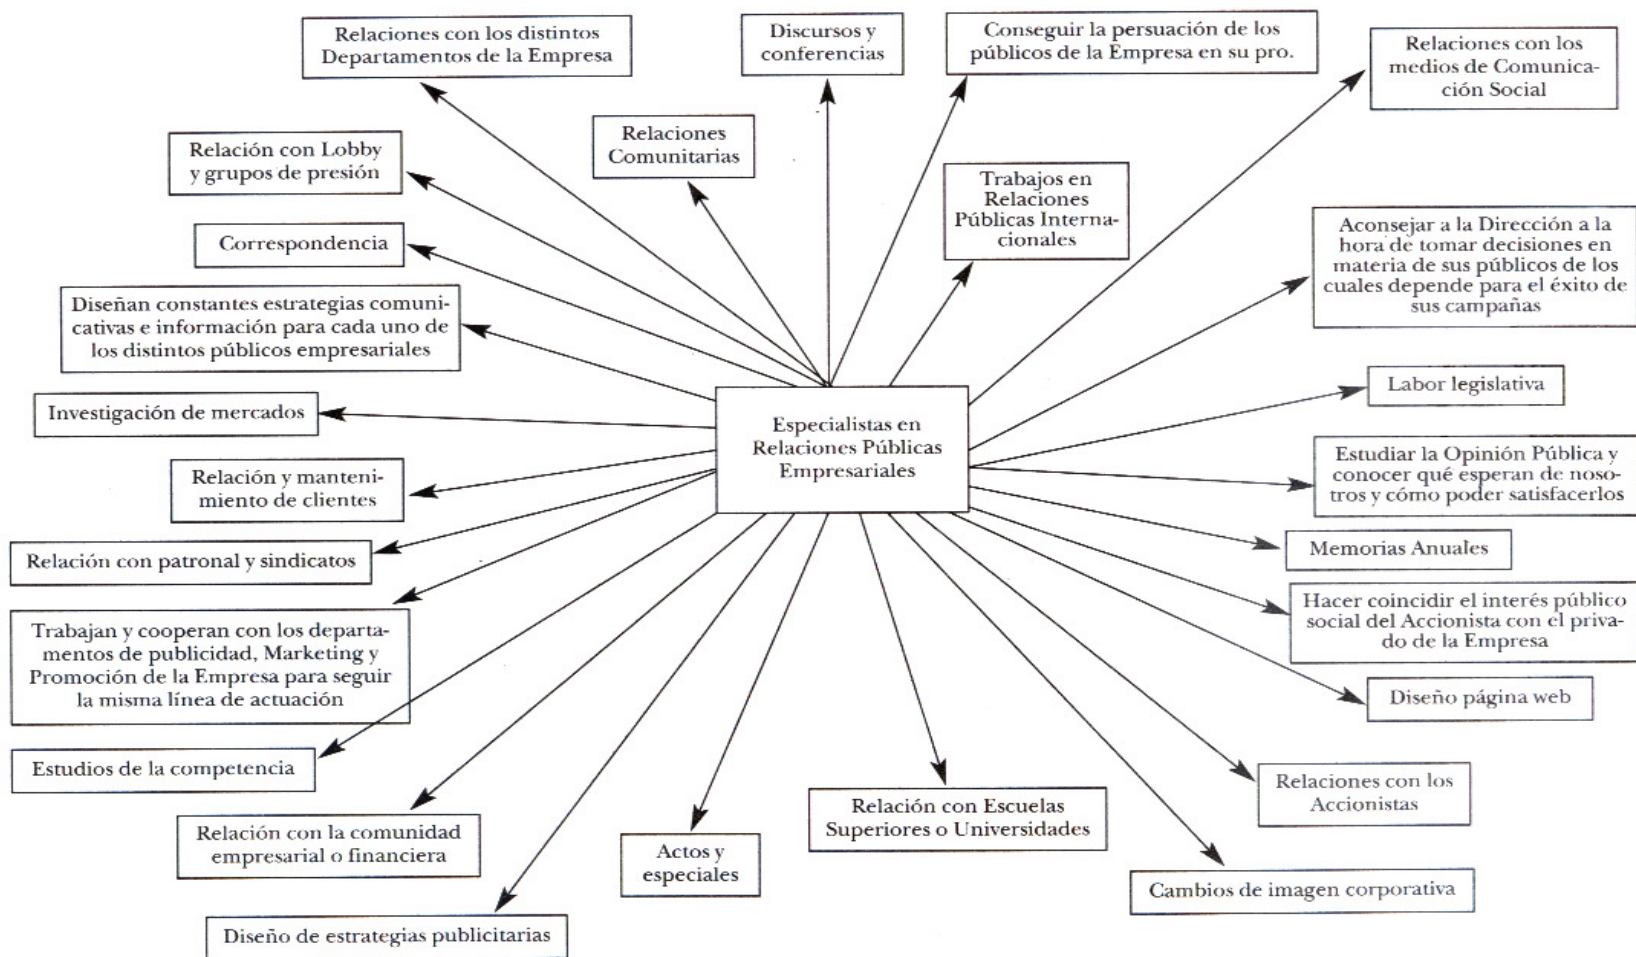 Relaciones con los distintos
Departamentos de la Empresa
Discursos y
conferencias
Conseguir la persuación de los
públicos de la Empresa en su pro.
Relaciones con los
medios de Comunica-
ción Social
Relaciones
Comunitarias
Relación con Lobby
y grupos de presión
Trabajos en
Relaciones
Públicas Interna-
cionales
Correspondencia
Aconsejar a la Dirección a la
hora de tomar decisiones en
materia de sus públicos de los
cuales depende para el éxito de
sus campañas
Diseñan constantes estrategias comuni-
cativas e información para cada uno de
los distintos públicos empresariales
Labor legislativa
Investigación de mercados
Especialistas en
Relaciones Públicas
Empresariales
Estudiar la Opinión Pública y
conocer qué esperan de noso-
tros y cómo poder satisfacerlos
Relación y manteni-
miento de clientes
Memorias Anuales
Relación con patronal y sindicatos
Hacer coincidir el interés público
social del Accionista con el priva-
do de la Empresa
Trabajan y cooperan con los departa-
mentos de publicidad, Marketing y
Promoción de la Empresa para seguir
la misma línea de actuación
Diseño página web
Estudios de la competencia
Relaciones con los
Accionistas
Relación con la comunidad
empresarial o financiera
Relación con Escuelas
Superiores o Universidades
Actos y
especiales
Cambios de imagen corporativa
Diseño de estrategias publicitarias